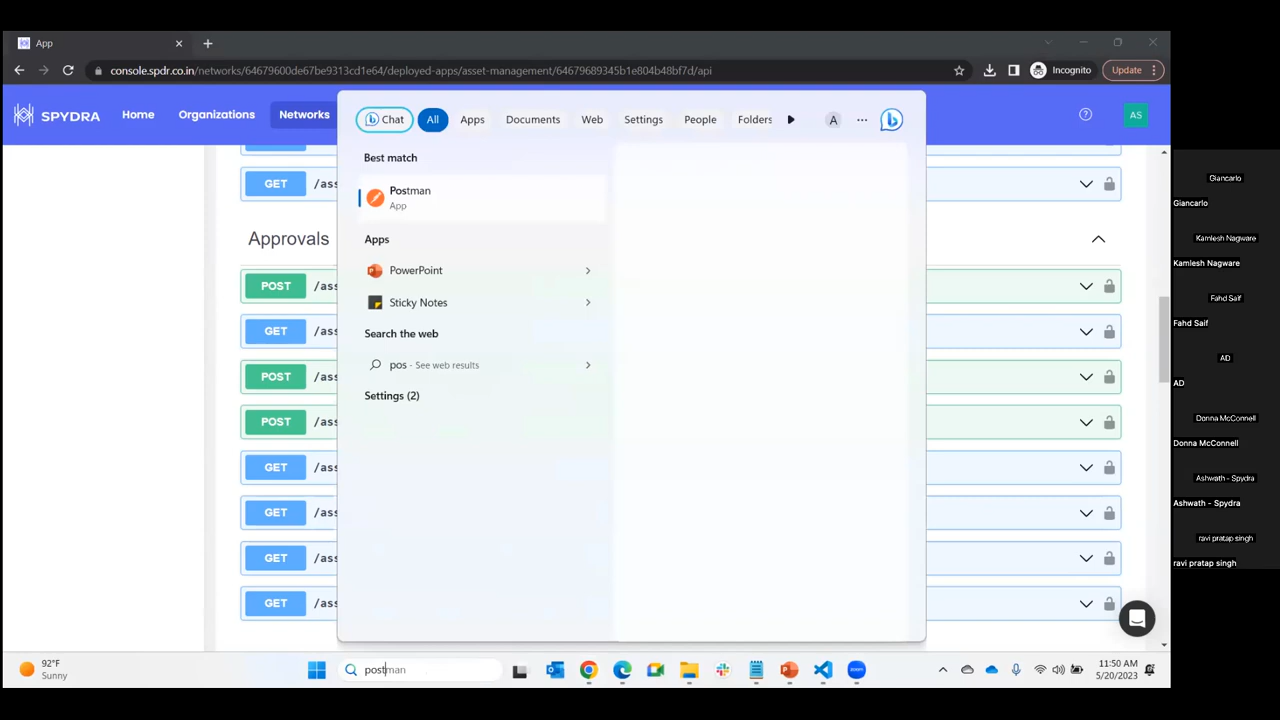 App
console.spdr.co.in/networks/64679600de67be9313cd1e64/deployed-apps/asset-management/64679689345b1e804b48bf7d/api
Incognito
Update
SPYDRA
Home
Organizations
Networks
AS
Chat
All
Apps
Documents
Web
Settings
People
Folders
A
Best match
Postman
App
Apps
PowerPoint
Sticky Notes
Search the web
pos - See web results
Settings (2)
GET /ass
Approvals
POST /ass
GET /ass
POST /ass
POST /ass
GET /ass
GET /ass
GET /ass
GET /ass
Giancarlo
Giancarlo
Kamlesh Nagware
Kamlesh Nagware
Fahd Saif
Fahd Saif
AD
AD
Donna McConnell
Donna McConnell
Ashwath - Spydra
Ashwath - Spydra
ravi pratap singh
ravi pratap singh
92°F
Sunny
postman
11:50 AM
5/20/2023